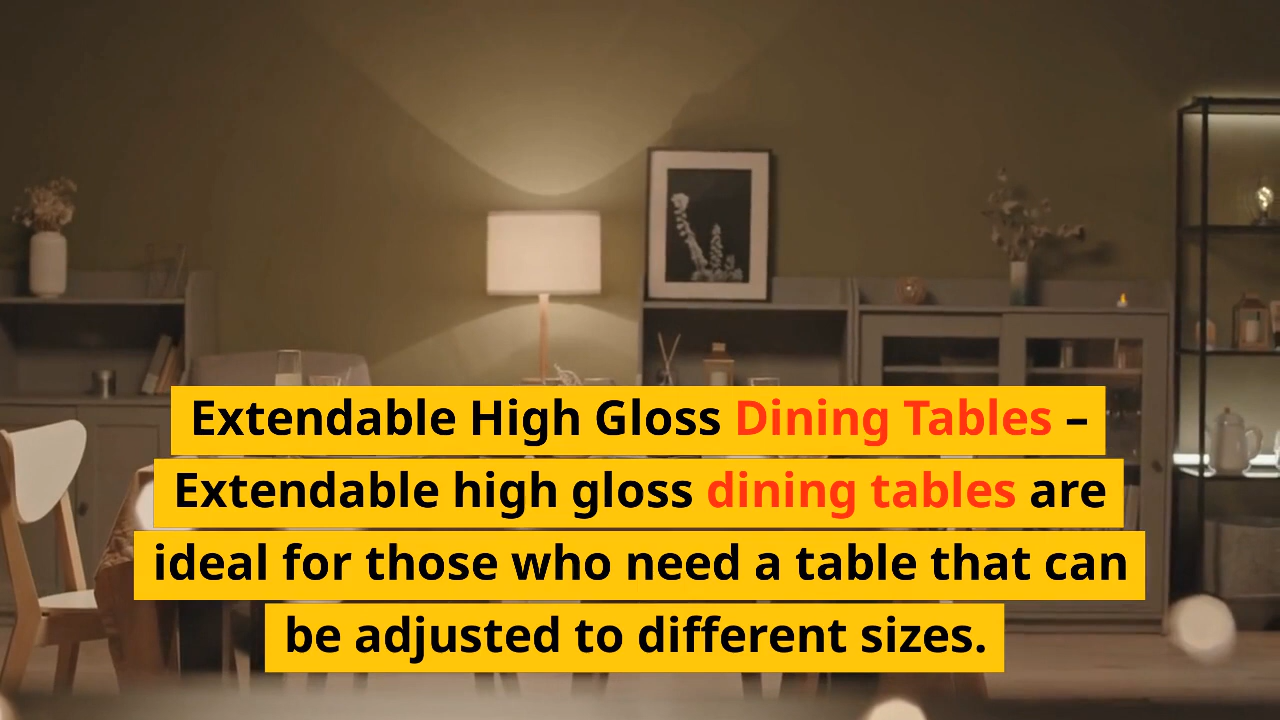 Extendable High Gloss Dining Tables –
Extendable high gloss dining tables are
ideal for those who need a table that can
be adjusted to different sizes.